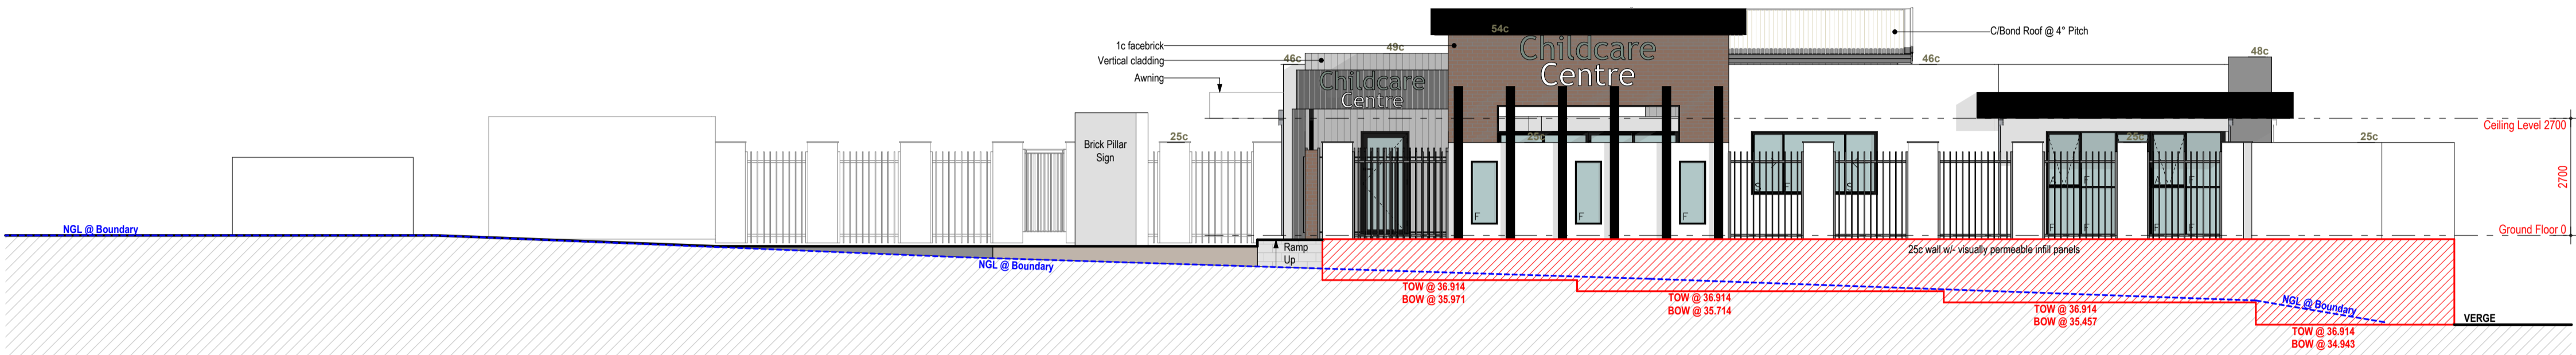 54c
C/Bond Roof @ 4° Pitch
1c facebrick
49c
Childcare
Centre
48c
Vertical cladding
46c
46c
Awning
Childcare
Centre
Ceiling Level 2700
25c
25c
25c
25c
Brick Pillar
Sign
S
F
S
A
F
A
F
2700
F
F
F
F
F
F
F
NGL @ Boundary
Ground Floor 0
Ramp
Up
25c wall w/- visually permeable infill panels
NGL @ Boundary
TOW @ 36.914
BOW @ 35.971
TOW @ 36.914
BOW @ 35.714
NGL @ Boundary
TOW @ 36.914
BOW @ 35.457
VERGE
TOW @ 36.914
BOW @ 34.943